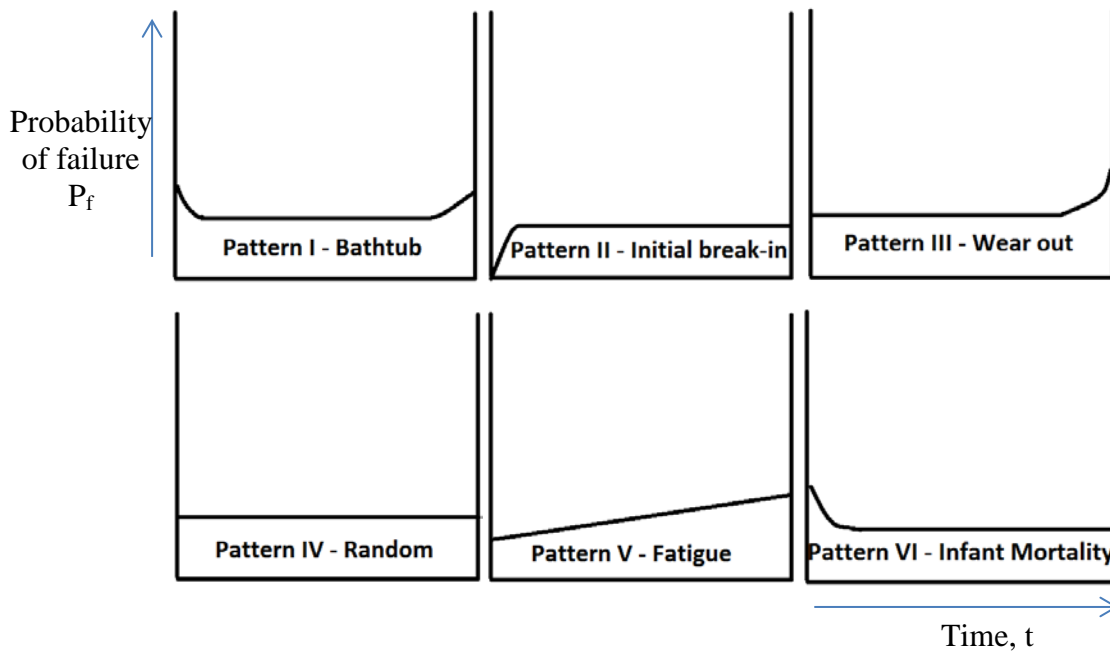 Probability
of failure
Pf
Pattern I - Bathtub
Pattern II - Initial break-in
Pattern III - Wear out
Pattern IV - Random
Pattern V - Fatigue
Pattern VI - Infant Mortality
Time, t